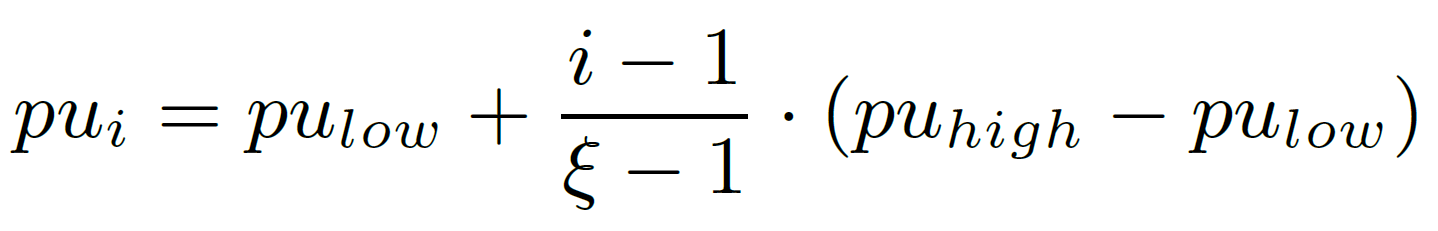 pu_i = pu_{low} + \frac{i - 1}{\xi - 1} \cdot (pu_{high} - pu_{low})